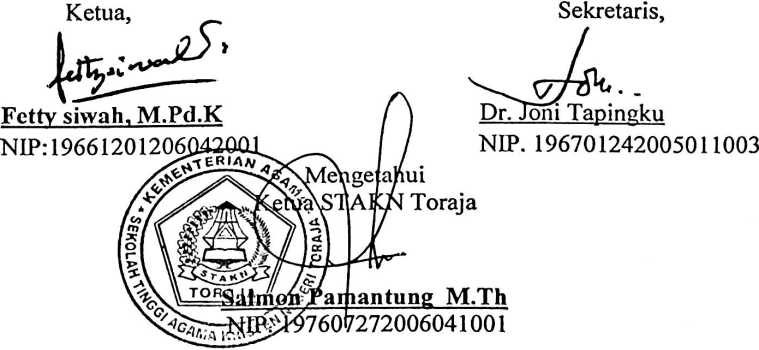 Ketua,
Sekretaris,
Fetty siwah, M.Pd.K
Dr. Joni Tapingku
NIP:19661201206042001
NIP. 196701242005011003
Mengetahui
Ketua STAKN Toraja
KEMENTERIAN AGAMA
SEKOLAH TINGGI AGAMA KRISTEN NEGERI TORAJA
STAKN
TORAJA
Salmon Pamantung M.Th
NIP. 197607272006041001